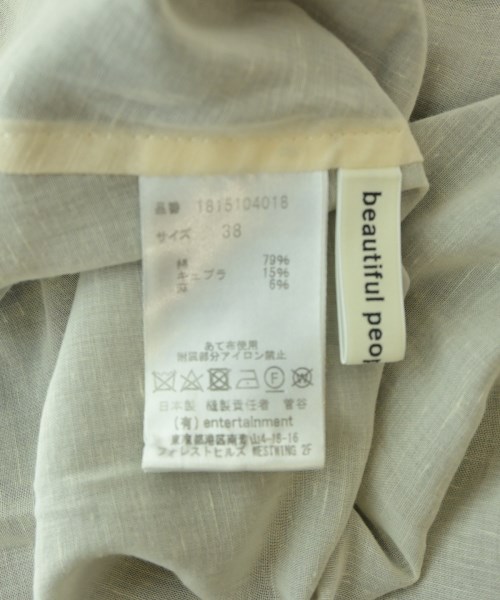 品番 1815104018
サイズ 38
綿 79%
キュプラ 15%
麻 6%
あて布使用
附属部分アイロン禁止
F
W
日本製 縫製責任者 菅谷
(有) entertainment
東京都港区南青山4-16-16
フォレストヒルズ WESTWING 2F
beautiful peop